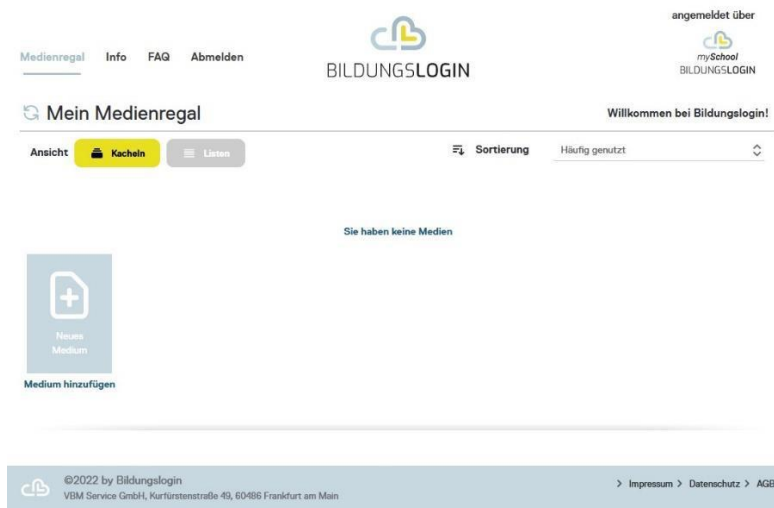 angemeldet über
mySchool
BILDUNGSLOGIN
Medienregal Info FAQ Abmelden
BILDUNGSLOGIN
Mein Medienregal
Willkommen bei Bildungslogin!
Ansicht Kacheln Listen Sortierung Häufig genutzt
Sie haben keine Medien
Neues
Medium
Medium hinzufügen
©2022 by Bildungslogin
VBM Service GmbH, Kurfürstenstraße 49, 60486 Frankfurt am Main
> Impressum > Datenschutz > AGB